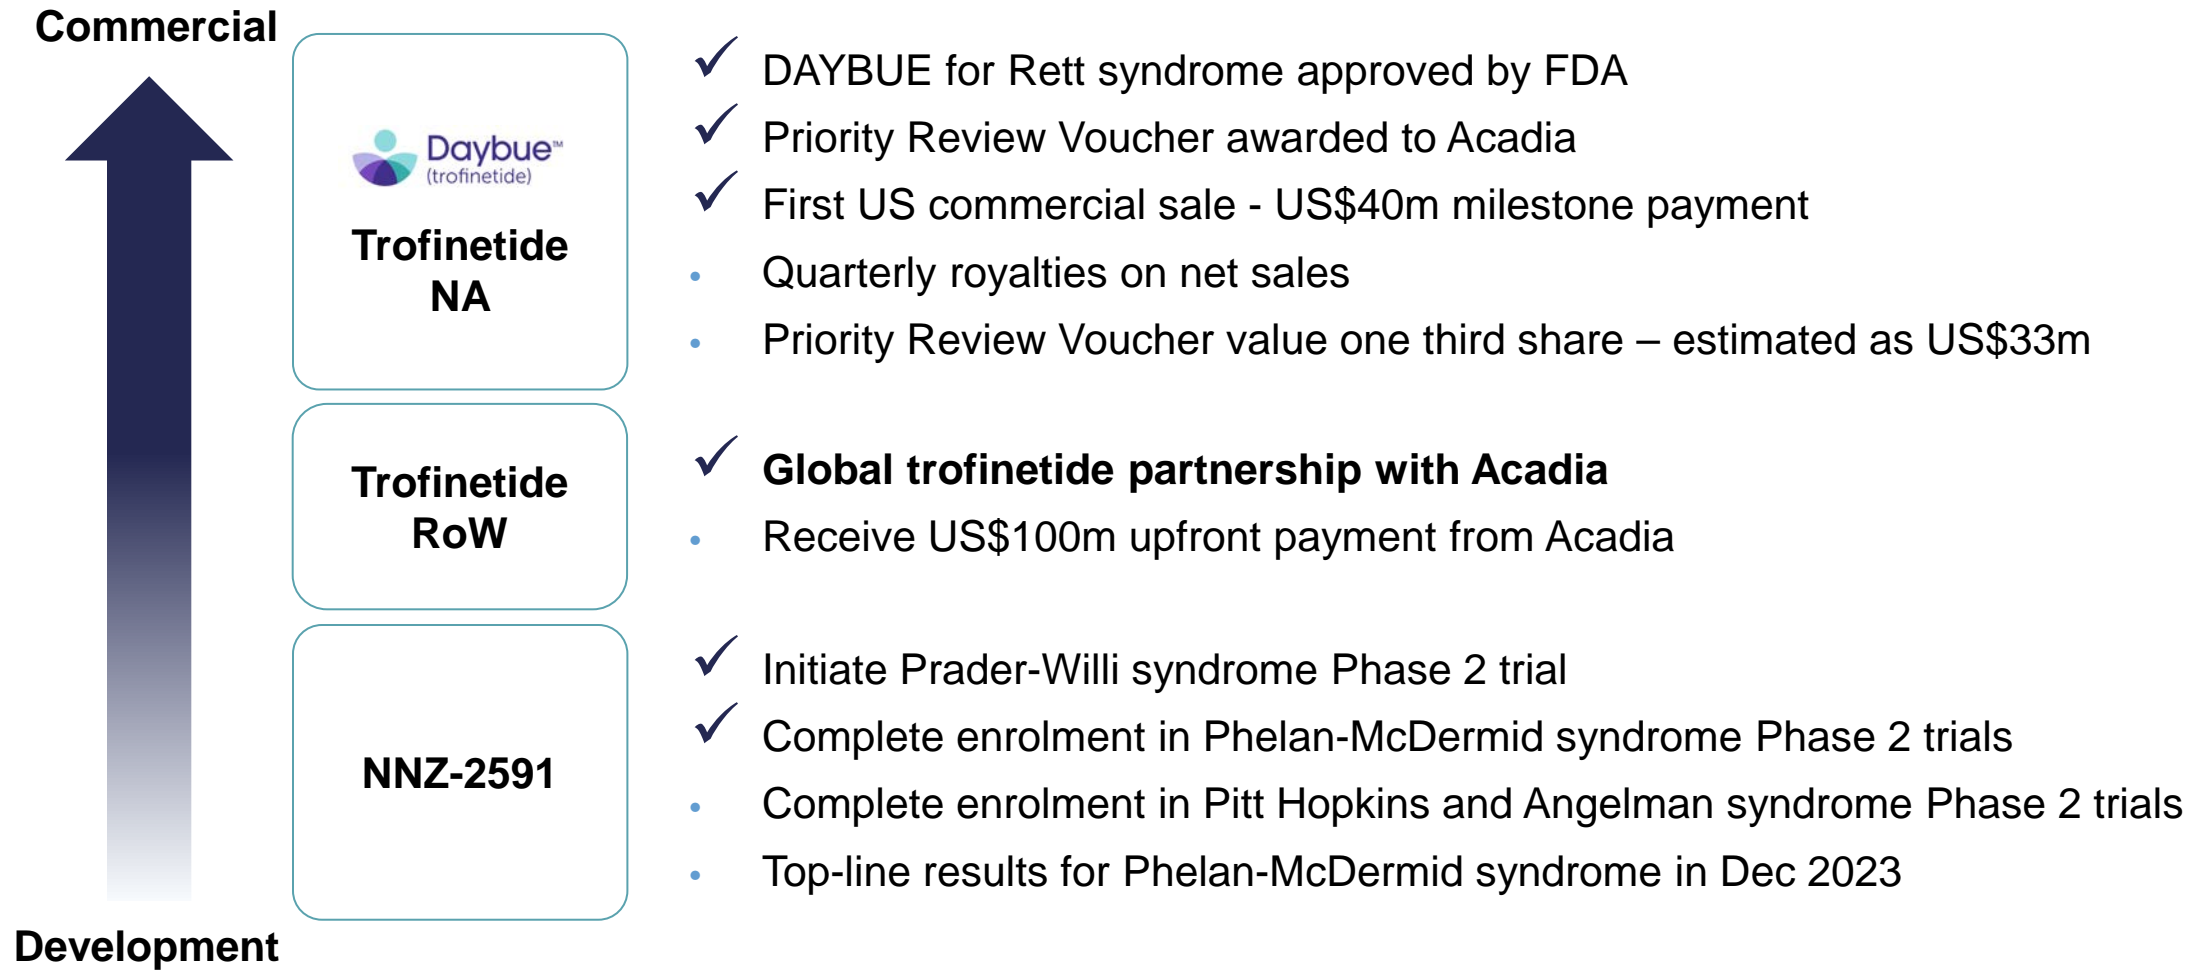 Commercial
Daybue™
(trofinetide)
Trofinetide
NA
✓ DAYBUE for Rett syndrome approved by FDA
✓ Priority Review Voucher awarded to Acadia
✓ First US commercial sale - US$40m milestone payment
• Quarterly royalties on net sales
• Priority Review Voucher value one third share – estimated as US$33m
Trofinetide
RoW
✓ Global trofinetide partnership with Acadia
• Receive US$100m upfront payment from Acadia
NNZ-2591
✓ Initiate Prader-Willi syndrome Phase 2 trial
✓ Complete enrolment in Phelan-McDermid syndrome Phase 2 trials
• Complete enrolment in Pitt Hopkins and Angelman syndrome Phase 2 trials
• Top-line results for Phelan-McDermid syndrome in Dec 2023
Development